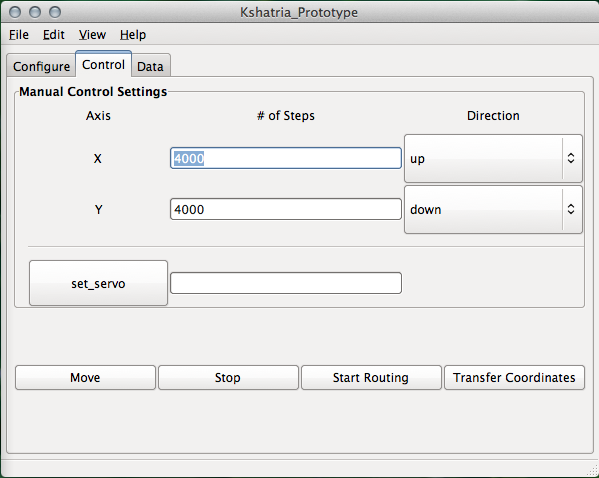 Kshatria_Prototype
File Edit View Help
Configure Control Data
Manual Control Settings
Axis # of Steps Direction
X 4000 up
Y 4000 down
set_servo
Move Stop Start Routing Transfer Coordinates